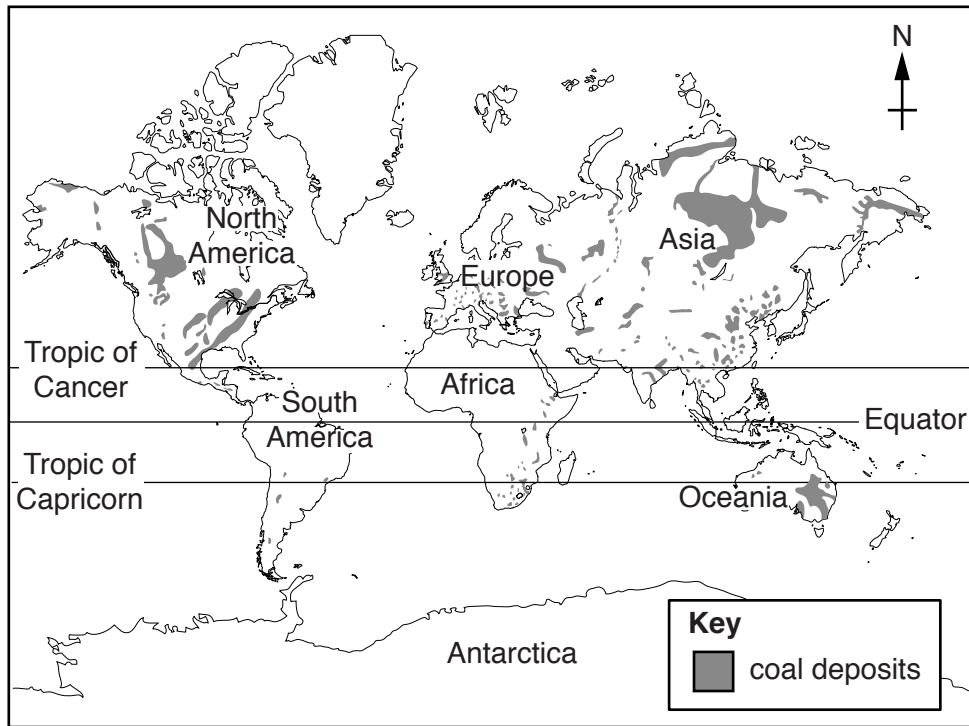 N
North
America
Asia
Europe
Tropic of
Cancer
Africa
South
America
Equator
Tropic of
Capricorn
Oceania
Antarctica
Key
coal deposits